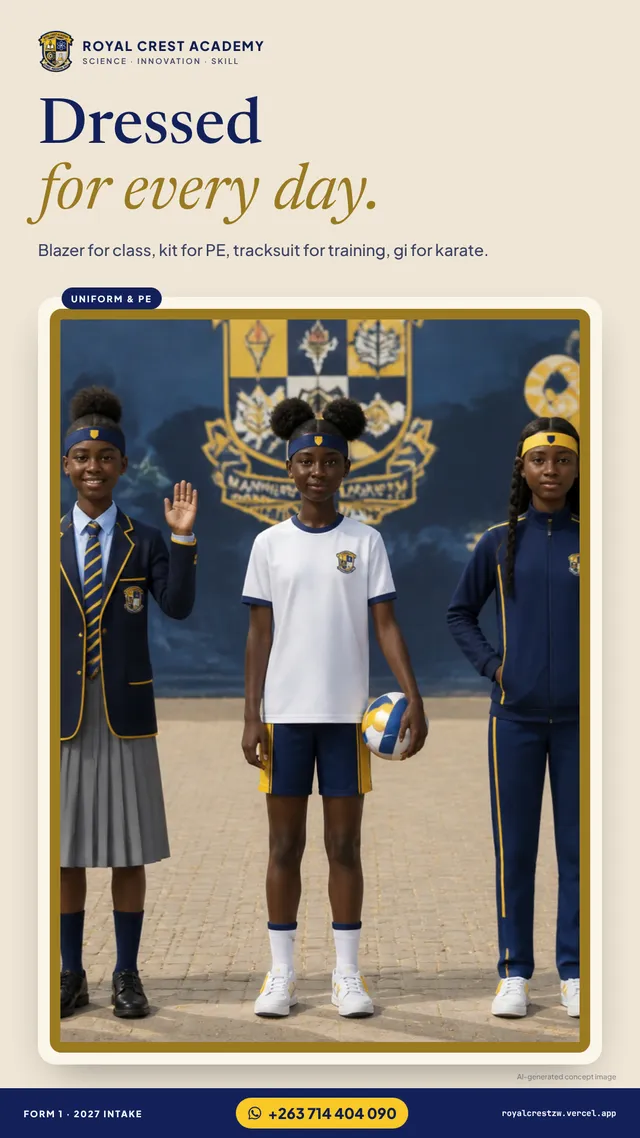 ROYAL CREST ACADEMY
SCIENCE · INNOVATION · SKILL
Dressed
for every day.
Blazer for class, kit for PE, tracksuit for training, gi for karate.
UNIFORM & PE
AI-generated concept image
FORM 1 · 2027 INTAKE
+263 714 404 090
royalcrestzw.vercel.app